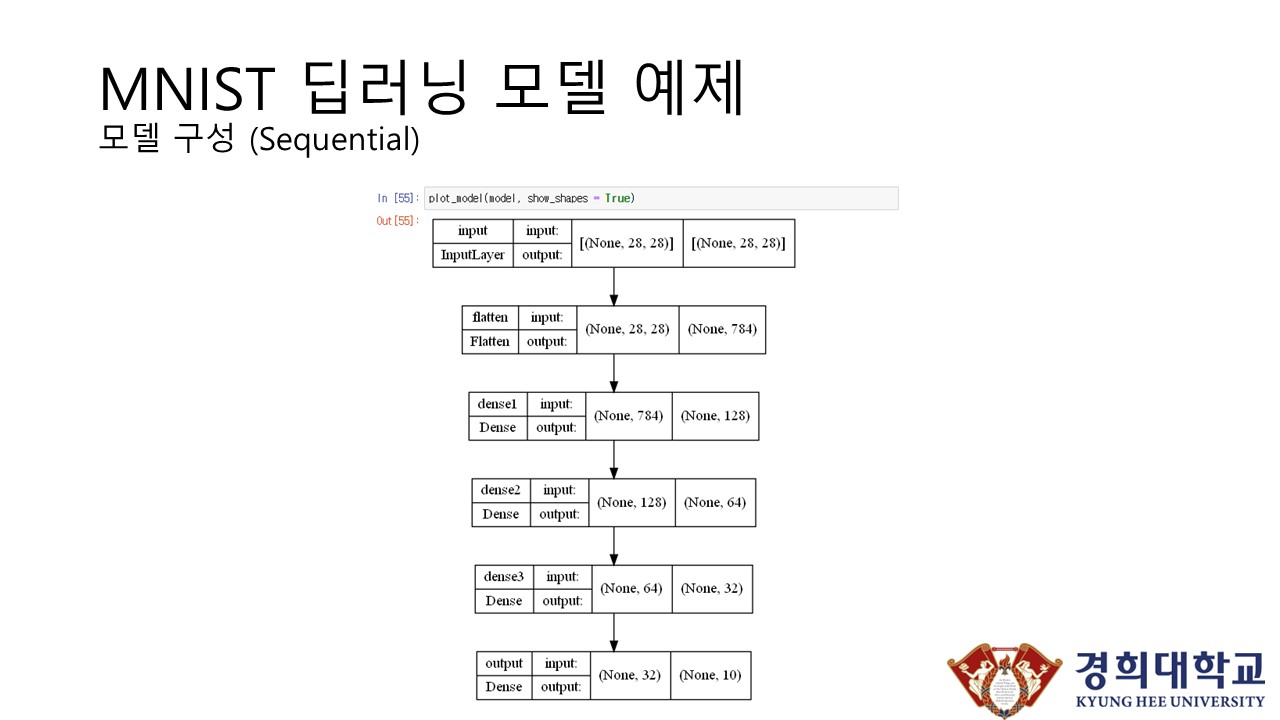 MNIST 딥러닝 모델 예제
모델 구성 (Sequential)
In [55]: plot_model(model, show_shapes = True)
Out[55]:
input input: [(None, 28, 28)] [(None, 28, 28)]
InputLayer output:
flatten input: (None, 28, 28) (None, 784)
Flatten output:
dense1 input: (None, 784) (None, 128)
Dense output:
dense2 input: (None, 128) (None, 64)
Dense output:
dense3 input: (None, 64) (None, 32)
Dense output:
output input: (None, 32) (None, 10)
Dense output:
경희대학교
KYUNG HEE UNIVERSITY